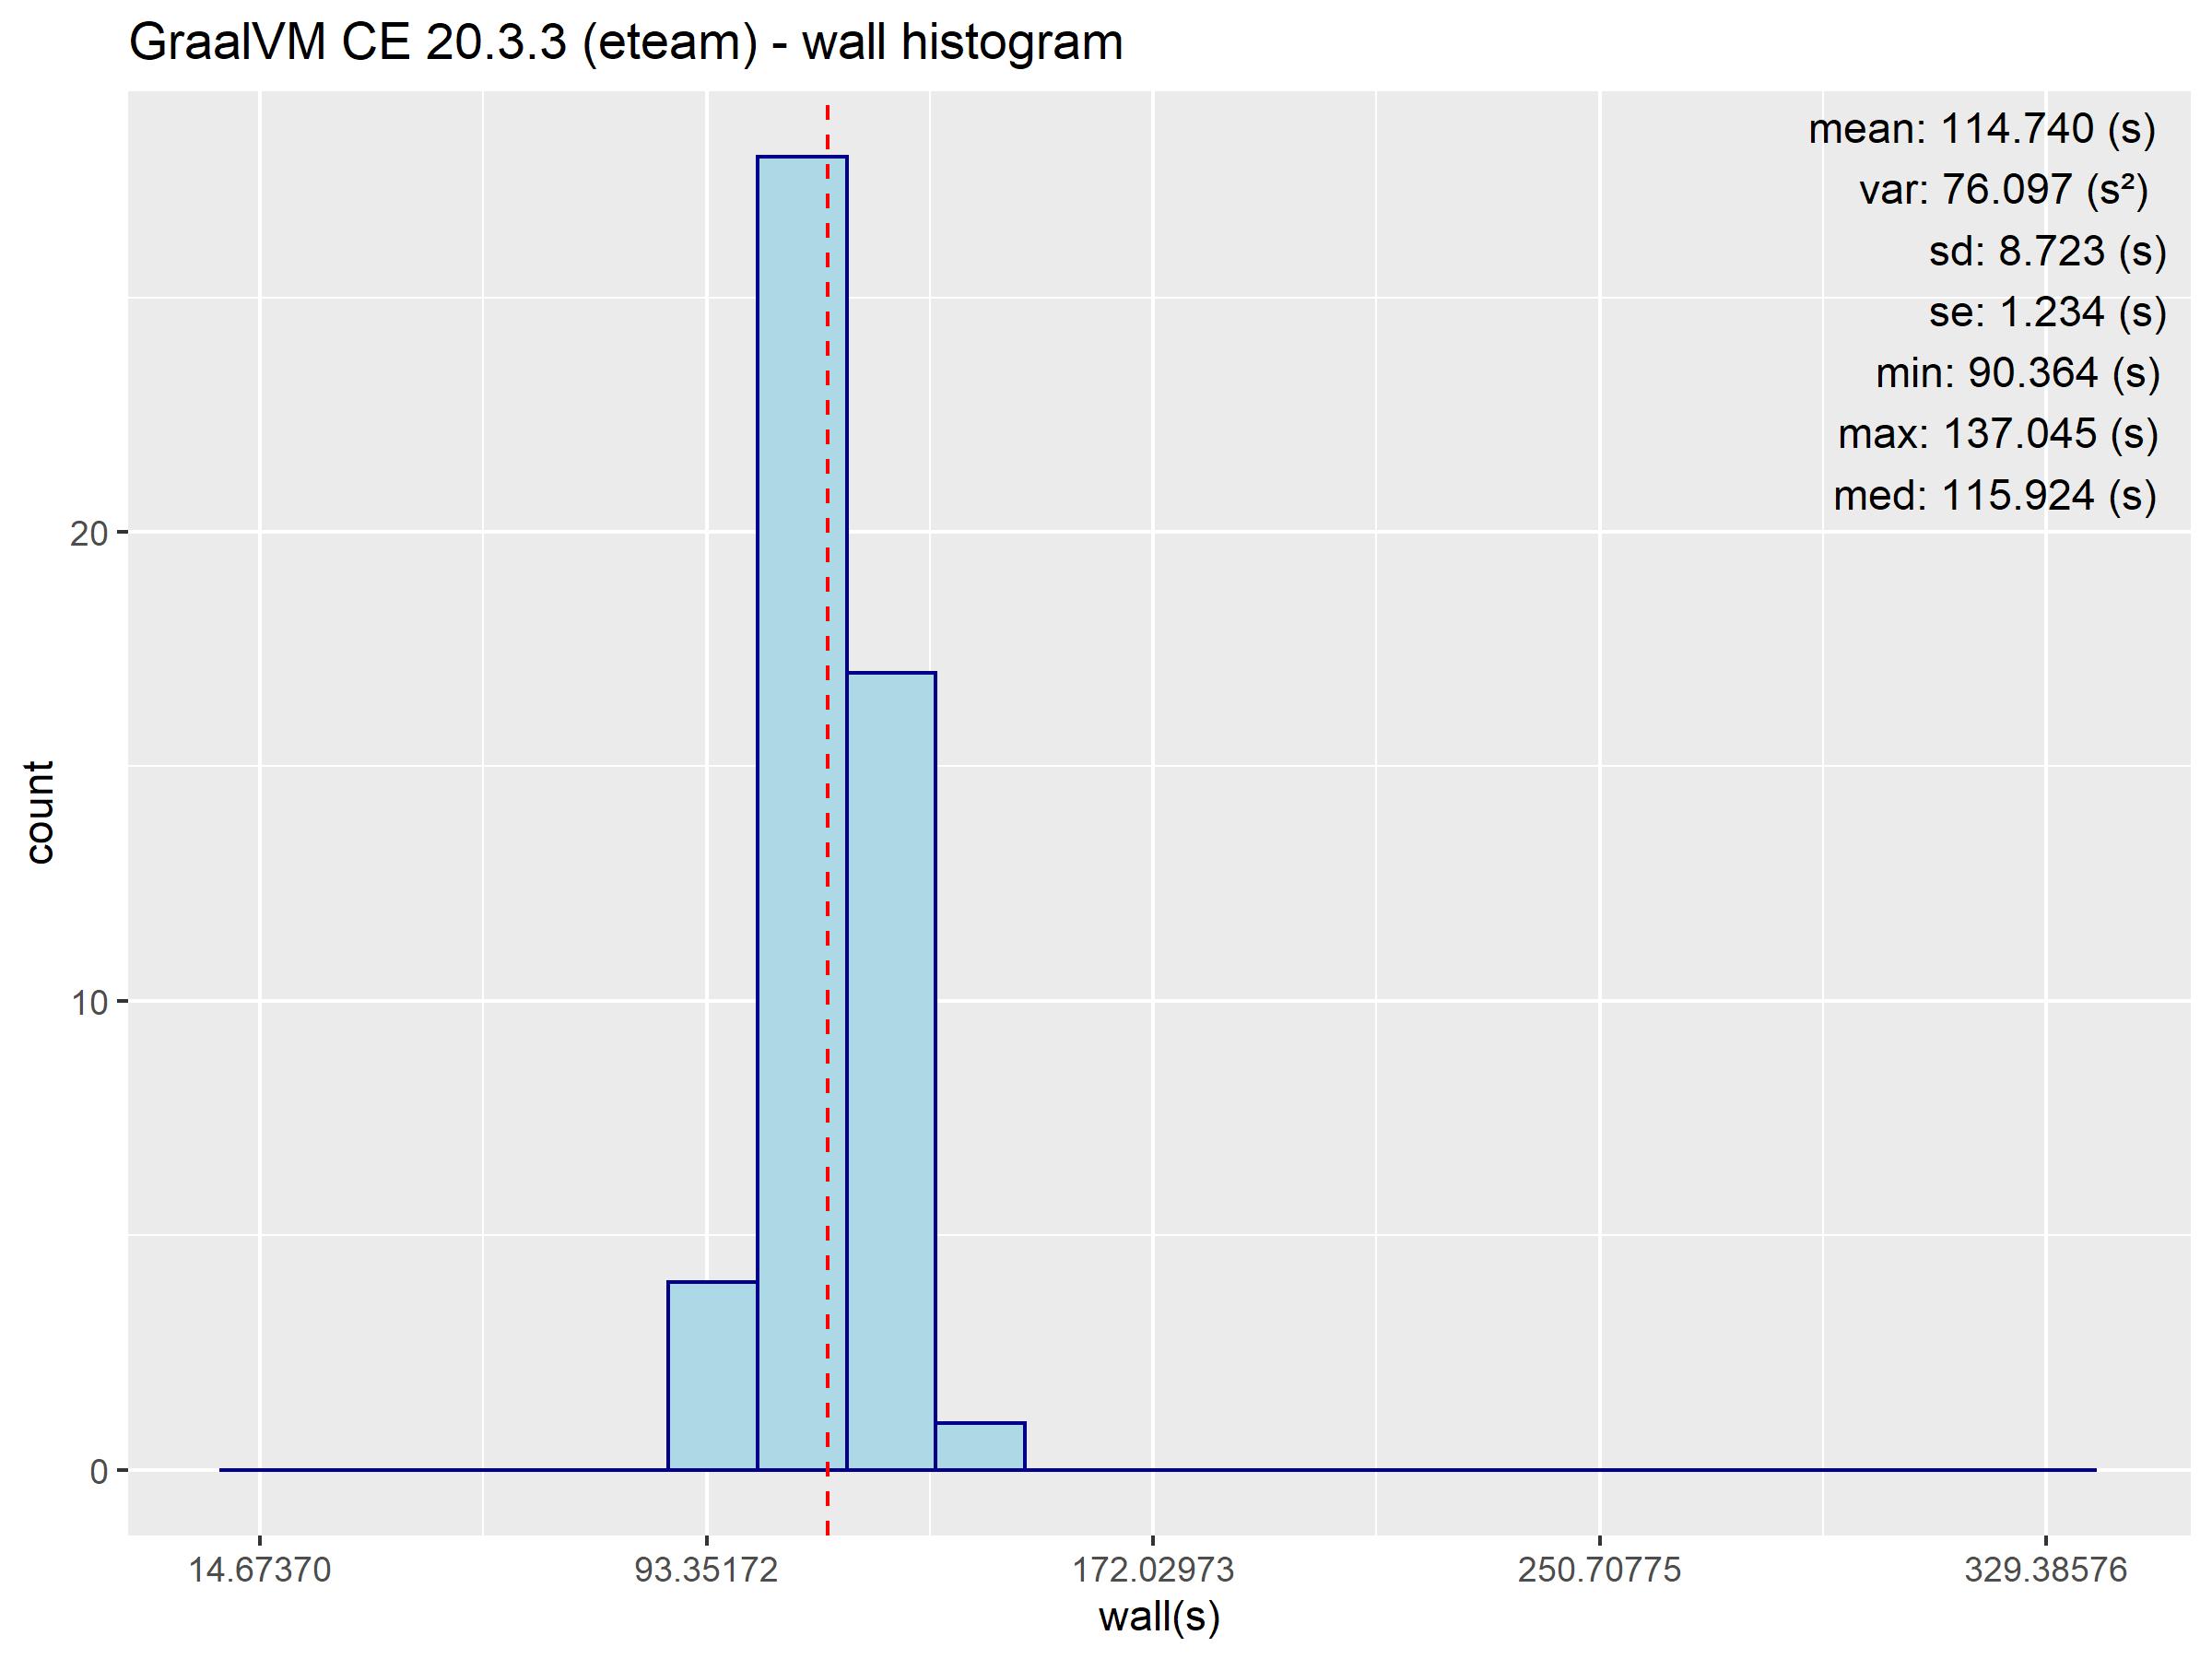 GraalVM CE 20.3.3 (eteam) - wall histogram
mean: 114.740 (s)
var: 76.097 (s²)
sd: 8.723 (s)
se: 1.234 (s)
min: 90.364 (s)
max: 137.045 (s)
med: 115.924 (s)
20
10
0
count
14.67370 93.35172 172.02973 250.70775 329.38576
wall(s)